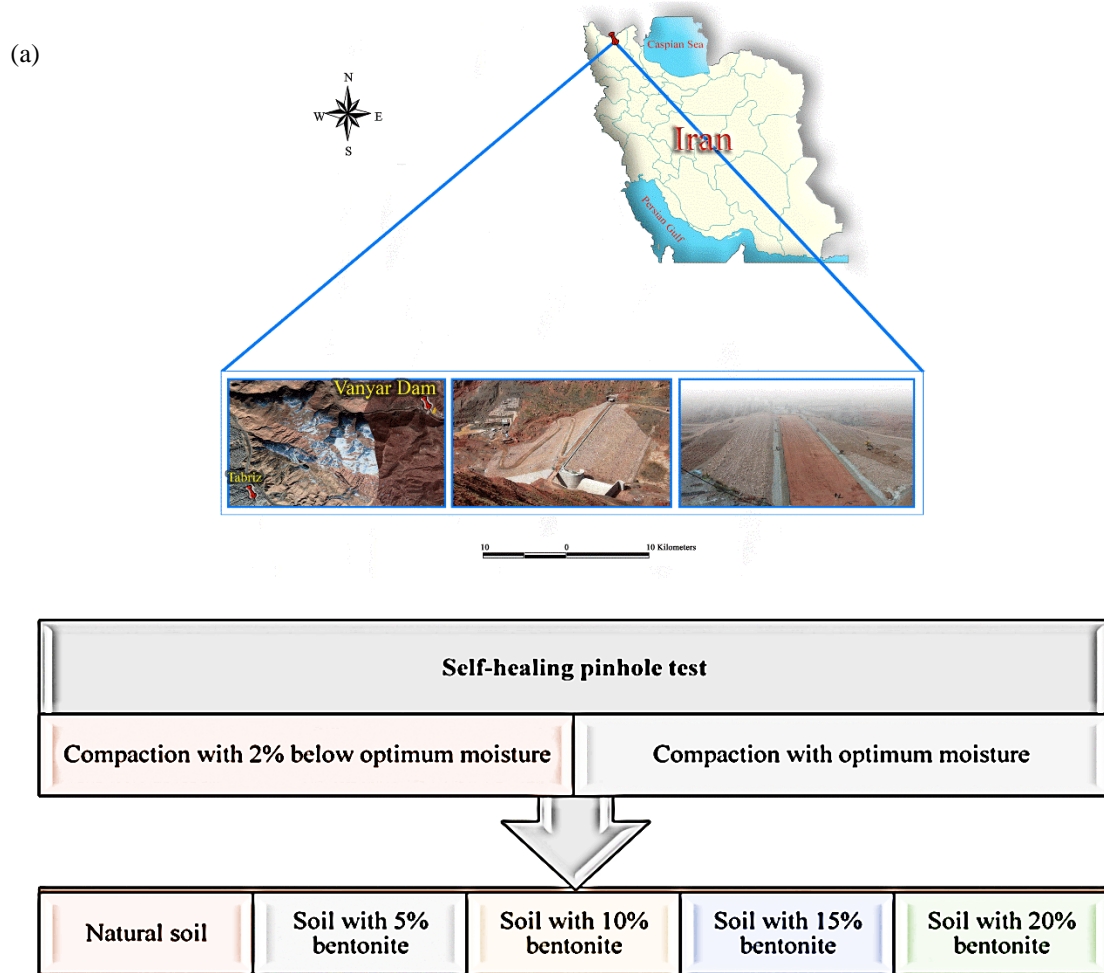 (a)
N
W E
S
Caspian Sea
Iran
Persian Gulf
Vanyar Dam
Tabriz
10 0 10 Kilometers
Self-healing pinhole test
Compaction with 2% below optimum moisture
Compaction with optimum moisture
Natural soil
Soil with 5%
bentonite
Soil with 10%
bentonite
Soil with 15%
bentonite
Soil with 20%
bentonite